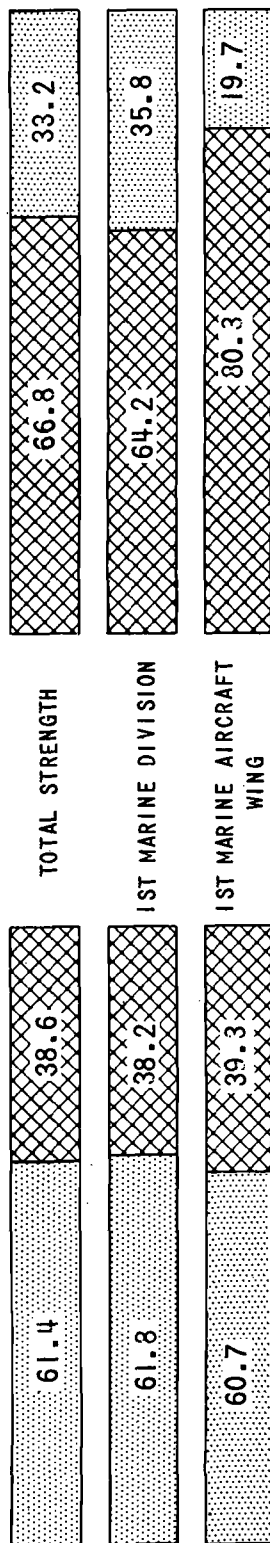 61.4 38.6 TOTAL STRENGTH 66.8 33.2
61.8 38.2 1ST MARINE DIVISION 64.2 35.8
60.7 39.3 1ST MARINE AIRCRAFT 80.3 19.7
WING